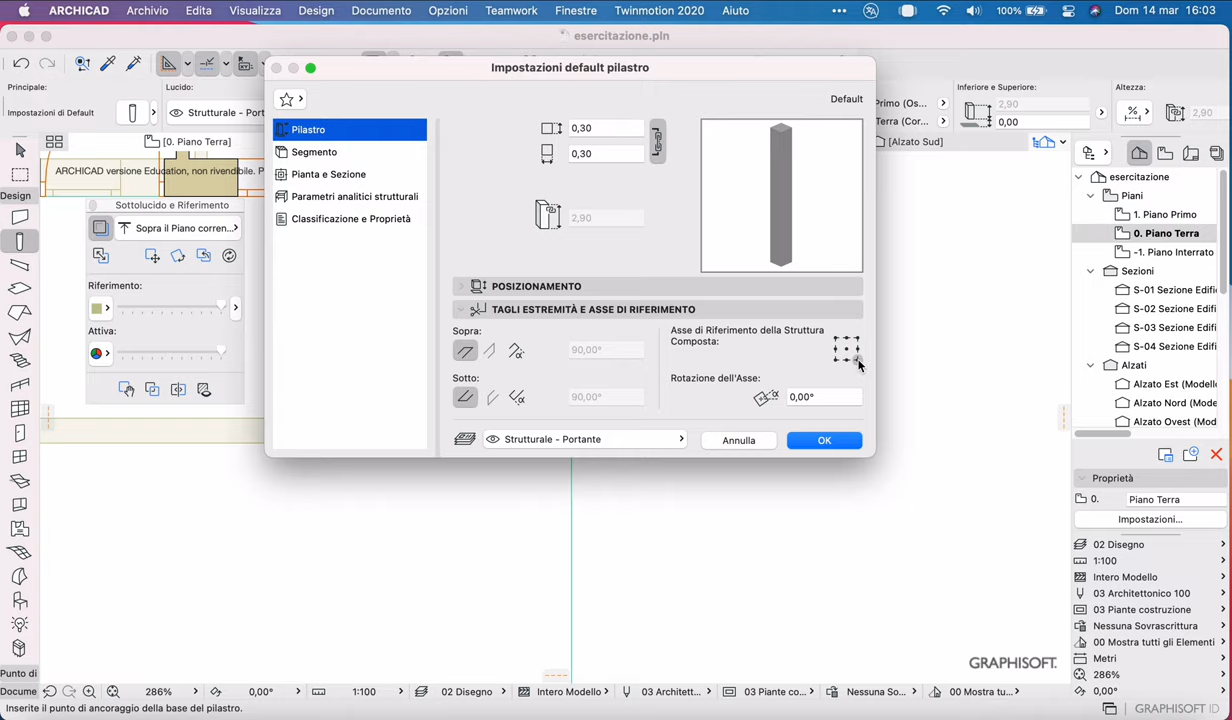 ARCHICAD Archivio Edita Visualizza Design Documento Opzioni Teamwork Finestre Twinmotion 2020 Aiuto 100% Dom 14 mar 16:03
esercitazione.pln
Principale:
Impostazioni di Default
Lucido:
Strutturale - Port
Primo (Os...
Terra (Cor...
Inferiore e Superiore:
2,90
0,00
Altezza:
2,90
[0. Piano Terra]
[Alzato Sud]
ARCHICAD versione Education, non rivendibile. P
Design
Sottolucido e Riferimento
Sopra il Piano corren...
Riferimento:
Attiva:
Impostazioni default pilastro
Default
Pilastro
Segmento
Pianta e Sezione
Parametri analitici strutturali
Classificazione e Proprietà
0,30
0,30
2,90
POSIZIONAMENTO
TAGLI ESTREMITÀ E ASSE DI RIFERIMENTO
Sopra:
90,00°
Sotto:
90,00°
Asse di Riferimento della Struttura
Composta:
Rotazione dell'Asse:
0,00°
Strutturale - Portante
Annulla
OK
esercitazione
Piani
1. Piano Primo
0. Piano Terra
-1. Piano Interrato
Sezioni
S-01 Sezione Edifi
S-02 Sezione Edifi
S-03 Sezione Edifi
S-04 Sezione Edifi
Alzati
Alzato Est (Modelle
Alzato Nord (Mode
Alzato Ovest (Mod
Proprietà
0. Piano Terra
Impostazioni...
02 Disegno
1:100
Intero Modello
03 Architettonico 100
03 Piante costruzione
Nessuna Sovrascrittura
00 Mostra tutti gli Elementi
Metri
286%
0,00°
GRAPHISOFT.
Punto di
Docume
286% 0,00° 1:100 02 Disegno Intero Modello 03 Architett... 03 Piante co... Nessuna So... 00 Mostra tu...
Inserite il punto di ancoraggio della base del pilastro.
GRAPHISOFT ID